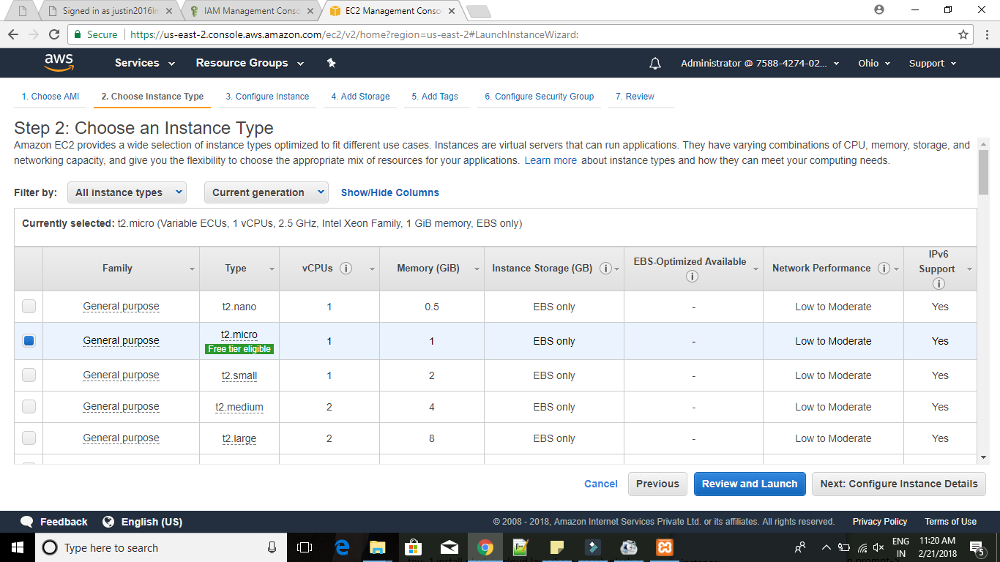 Signed in as justin2016Im
IAM Management Conso
EC2 Management Conso
Secure
https://us-east-2.console.aws.amazon.com/ec2/v2/home?region=us-east-2#LaunchInstanceWizard:
aws
Services
Resource Groups
Administrator @ 7588-4274-02...
Ohio
Support
1. Choose AMI
2. Choose Instance Type
3. Configure Instance
4. Add Storage
5. Add Tags
6. Configure Security Group
7. Review
Step 2: Choose an Instance Type
Amazon EC2 provides a wide selection of instance types optimized to fit different use cases. Instances are virtual servers that can run applications. They have varying combinations of CPU, memory, storage, and
networking capacity, and give you the flexibility to choose the appropriate mix of resources for your applications. Learn more about instance types and how they can meet your computing needs.
Filter by: All instance types Current generation Show/Hide Columns
Currently selected: t2.micro (Variable ECUs, 1 vCPUs, 2.5 GHz, Intel Xeon Family, 1 GiB memory, EBS only)
Family
Type
vCPUs
Memory (GiB)
Instance Storage (GB)
EBS-Optimized Available
Network Performance
IPv6
Support
General purpose t2.nano 1 0.5 EBS only - Low to Moderate Yes
General purpose t2.micro 1 1 EBS only - Low to Moderate Yes
Free tier eligible
General purpose t2.small 1 2 EBS only - Low to Moderate Yes
General purpose t2.medium 2 4 EBS only - Low to Moderate Yes
General purpose t2.large 2 8 EBS only - Low to Moderate Yes
Cancel Previous Review and Launch Next: Configure Instance Details
Feedback English (US) © 2008 - 2018, Amazon Internet Services Private Ltd. or its affiliates. All rights reserved. Privacy Policy Terms of Use
Type here to search
ENG
IN
11:20 AM
2/21/2018
5